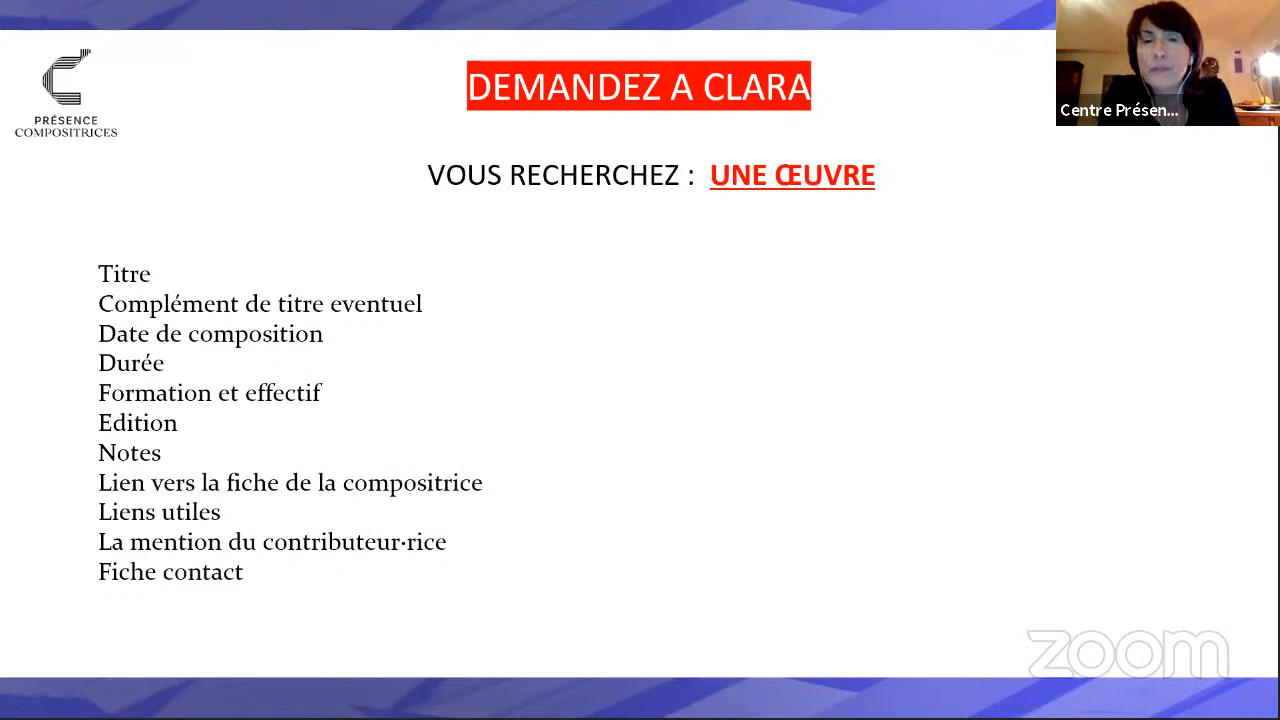 DEMANDEZ A CLARA
PRÉSENCE
COMPOSITRICES
Centre Présen...
VOUS RECHERCHEZ : UNE ŒUVRE
Titre
Complément de titre eventuel
Date de composition
Durée
Formation et effectif
Edition
Notes
Lien vers la fiche de la compositrice
Liens utiles
La mention du contributeur·rice
Fiche contact
zoom